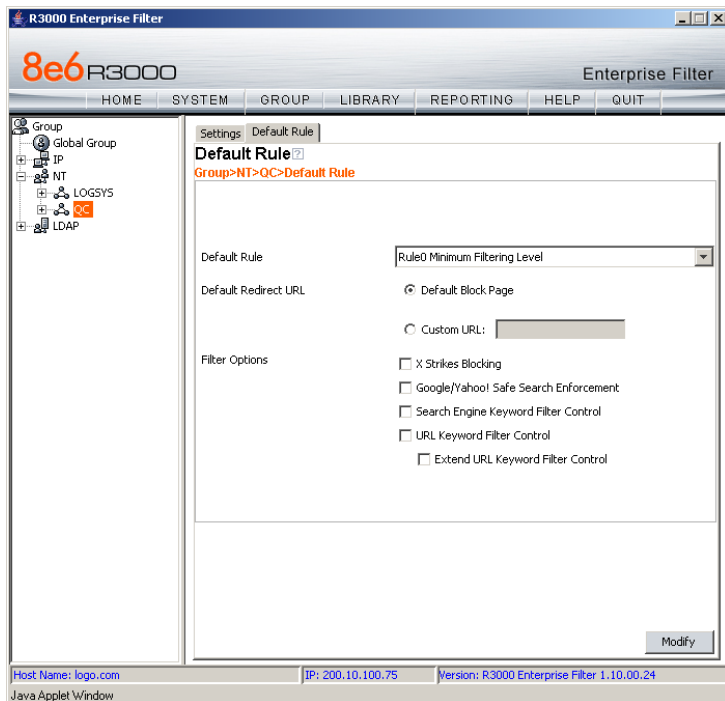 R3000 Enterprise Filter
8e6 R3000
Enterprise Filter
HOME SYSTEM GROUP LIBRARY REPORTING HELP QUIT
Group
Global Group
IP
NT
LOGSYS
QC
LDAP
Settings Default Rule
Default Rule ?
Group>NT>QC>Default Rule
Default Rule Rule0 Minimum Filtering Level
Default Redirect URL Default Block Page
Custom URL:
Filter Options X Strikes Blocking
Google/Yahoo! Safe Search Enforcement
Search Engine Keyword Filter Control
URL Keyword Filter Control
Extend URL Keyword Filter Control
Modify
Host Name: logo.com IP: 200.10.100.75 Version: R3000 Enterprise Filter 1.10.00.24
Java Applet Window